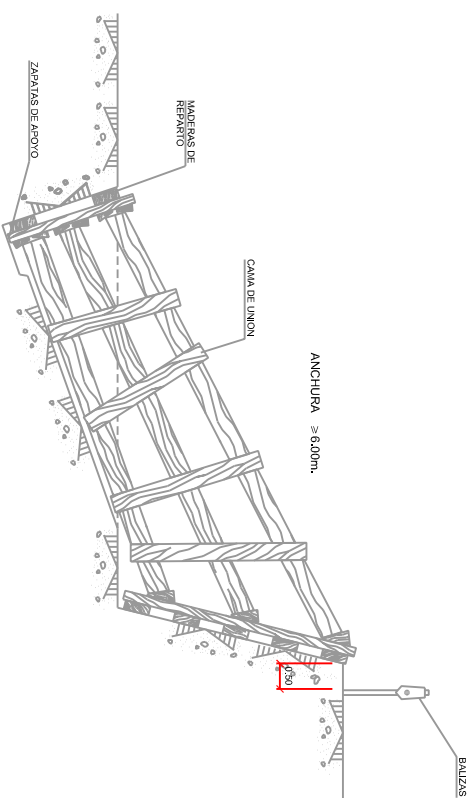 ZAPATAS DE APOYO
MADERAS DE
REPARTO
CAMA DE UNION
ANCHURA ≥ 6.00m.
0.50
BALIZAS